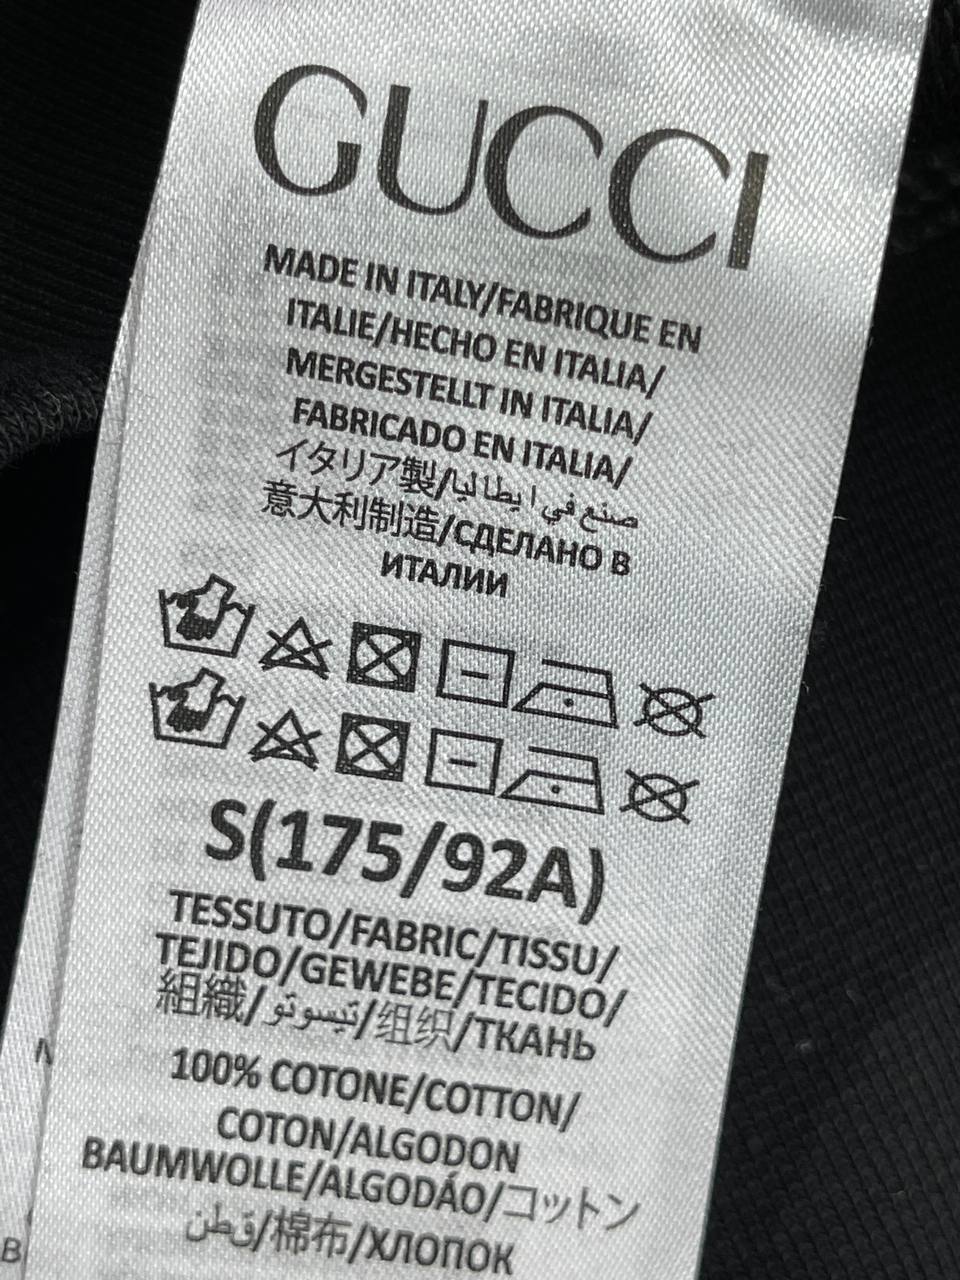 GUCCI
MADE IN ITALY/FABRIQUE EN
ITALIE/HECHO EN ITALIA/
MERGESTELLT IN ITALIA/
FABRICADO EN ITALIA/
イタリア製/صنع في ايطاليا
意大利制造/СДЕЛАНО В
ИТАЛИИ
S(175/92A)
TESSUTO/FABRIC/TISSU/
TEJIDO/GEWEBE/TECIDO/
組織/تيسوتو/组织/ТКАНЬ
100% COTONE/COTTON/
COTON/ALGODON
BAUMWOLLE/ALGODÁO/コットン
قطن/棉布/ХЛОПОК